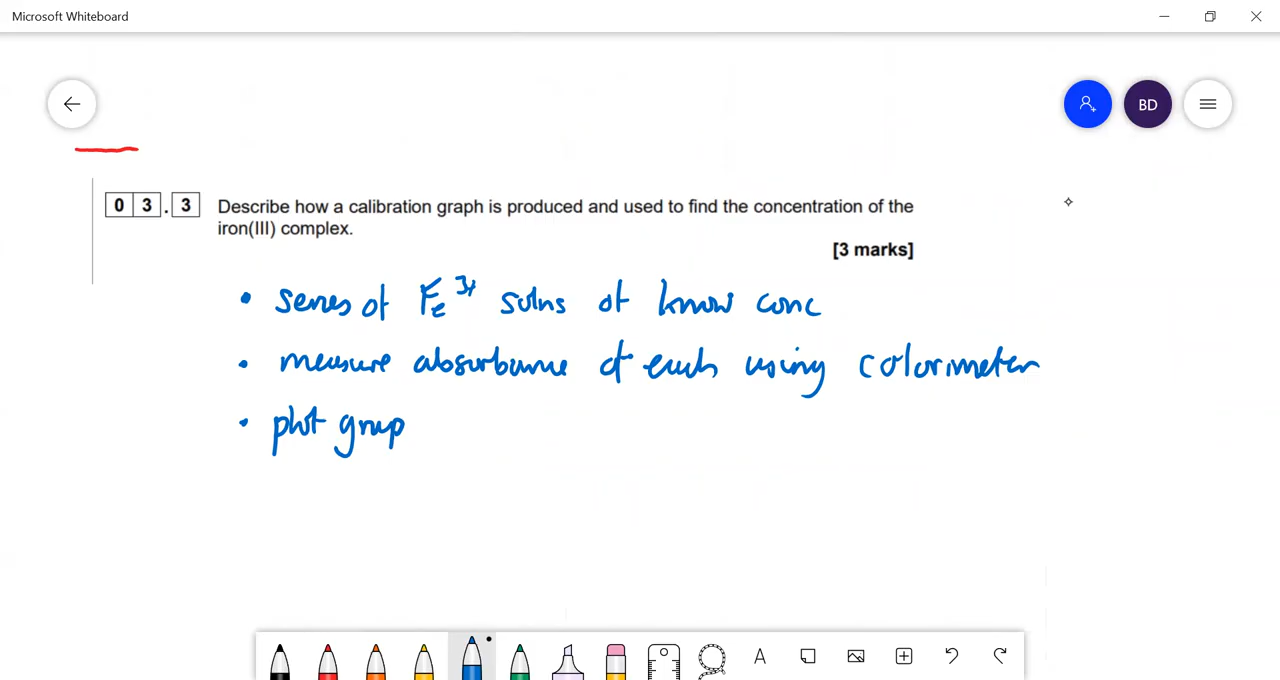 Microsoft Whiteboard
BD
0 3 . 3 Describe how a calibration graph is produced and used to find the concentration of the
iron(III) complex.
[3 marks]
• series of Fe³⁺ solns of know conc
• measure absorbance of each using colorimeter
• plot grap
A